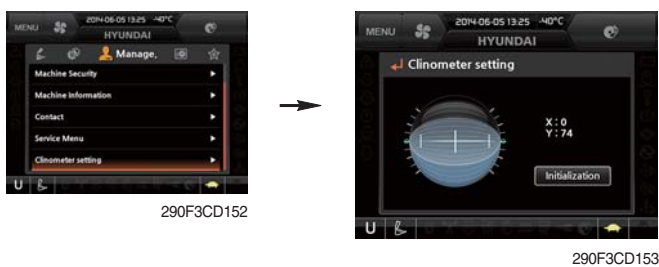 MENU
2014-06-05 13:25 -40°C
HYUNDAI
Manage.
Machine Security
Machine Information
Contact
Service Menu
Clinometer setting
U
290F3CD152
MENU
2014-06-05 13:25 -40°C
HYUNDAI
Clinometer setting
X : 0
Y : 74
Initialization
U
290F3CD153